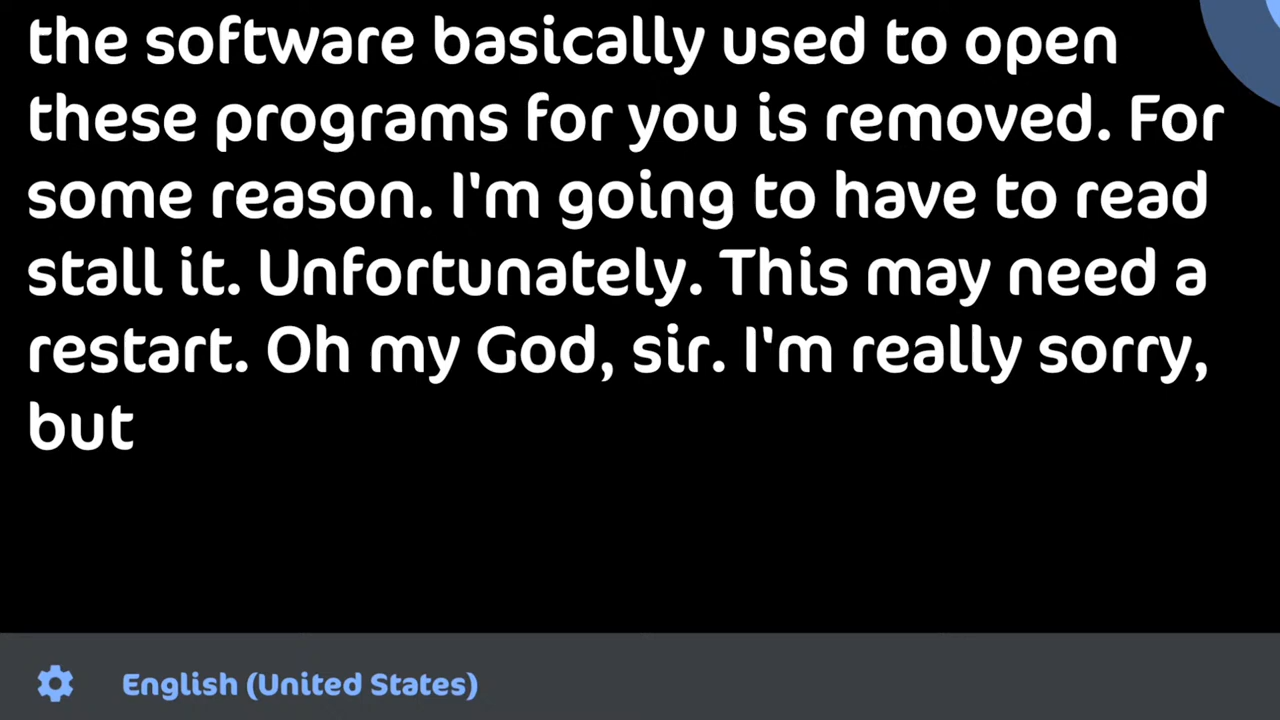 the software basically used to open
these programs for you is removed. For
some reason. I'm going to have to read
stall it. Unfortunately. This may need a
restart. Oh my God, sir. I'm really sorry,
but
English (United States)